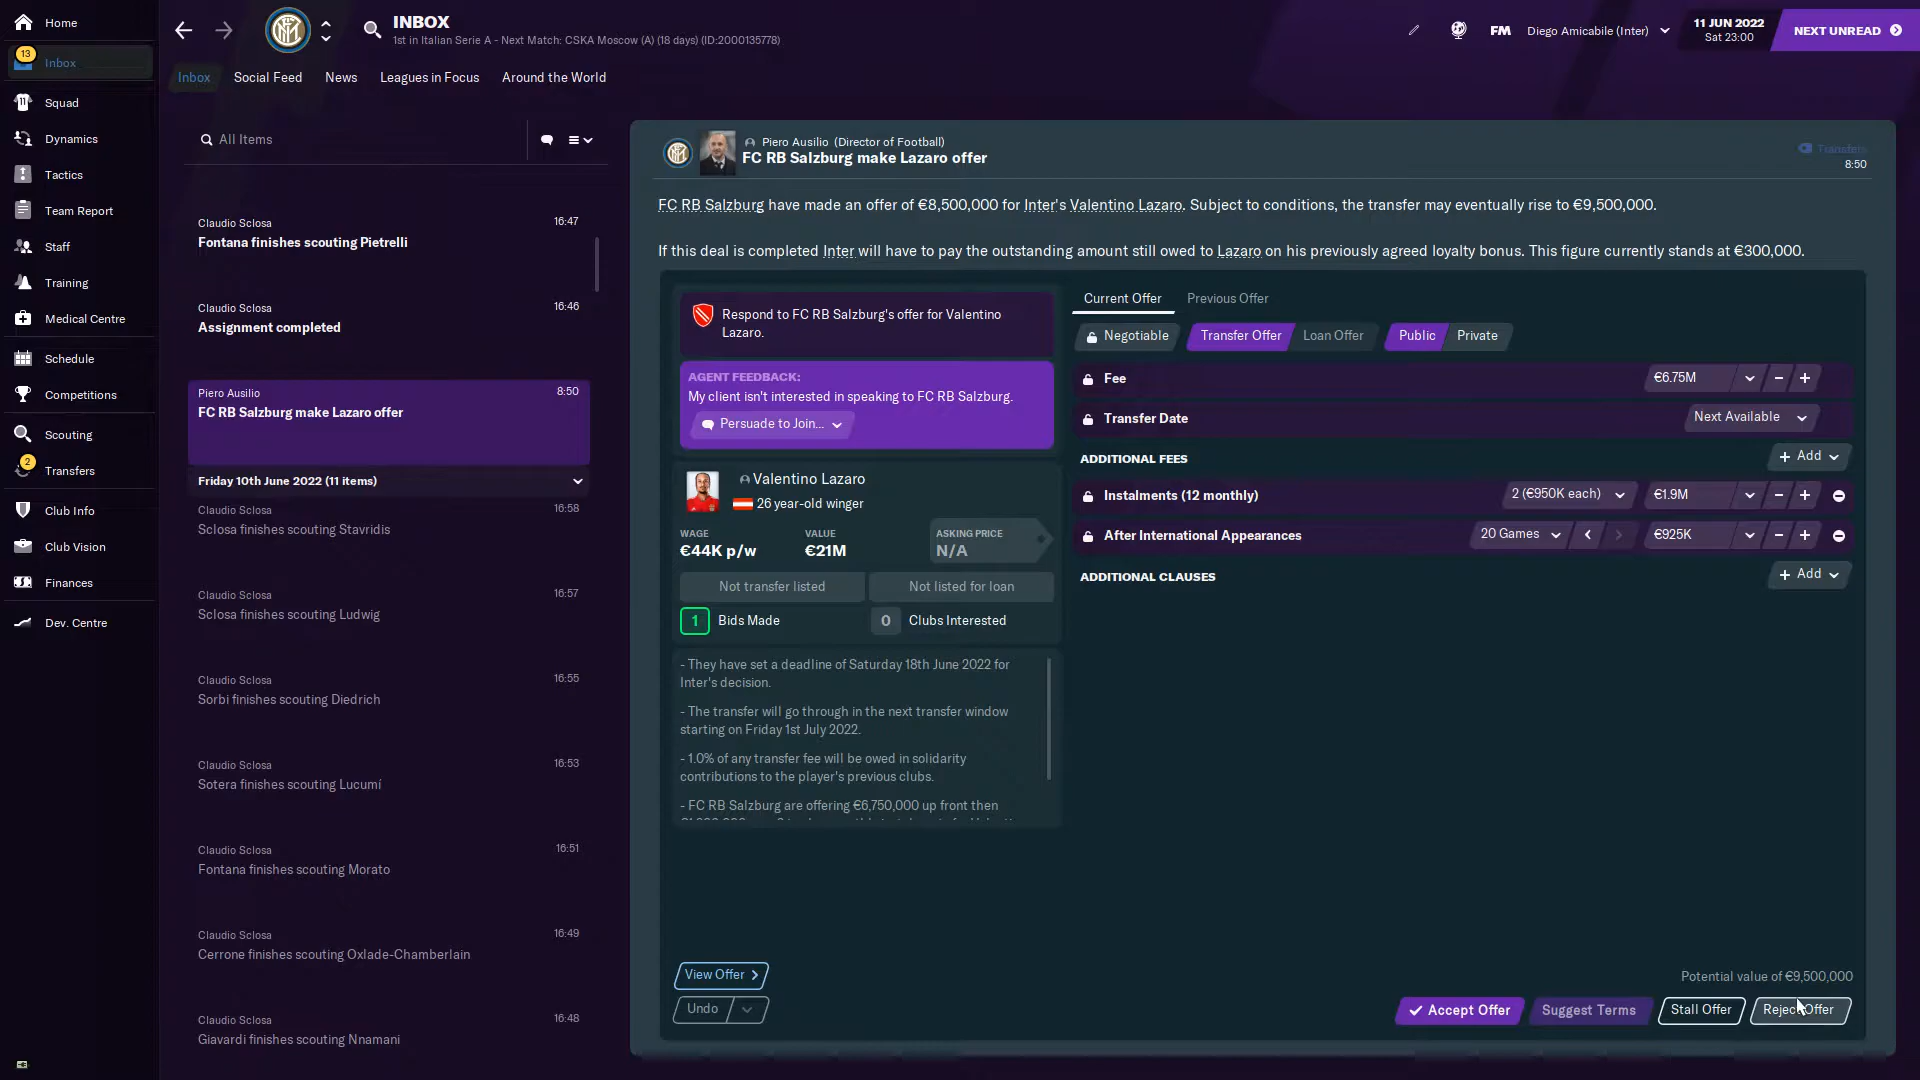 Home
INBOX
1st in Italian Serie A - Next Match: CSKA Moscow (A) (18 days) (ID:2000135778)
FM
Diego Amicabile (Inter)
11 JUN 2022
Sat 23:00
NEXT UNREAD
13
Inbox
Squad
Dynamics
Tactics
Team Report
Staff
Training
Medical Centre
Schedule
Competitions
Scouting
2
Transfers
Club Info
Club Vision
Finances
Dev. Centre
Inbox
Social Feed
News
Leagues in Focus
Around the World
All Items
Claudio Sclosa
16:47
Fontana finishes scouting Pietrelli
Claudio Sclosa
16:46
Assignment completed
Piero Ausilio
8:50
FC RB Salzburg make Lazaro offer
Friday 10th June 2022 (11 items)
Claudio Sclosa
16:58
Sclosa finishes scouting Stavridis
Claudio Sclosa
16:57
Sclosa finishes scouting Ludwig
Claudio Sclosa
16:55
Sorbi finishes scouting Diedrich
Claudio Sclosa
16:53
Sotera finishes scouting Lucumí
Claudio Sclosa
16:51
Fontana finishes scouting Morato
Claudio Sclosa
16:49
Cerrone finishes scouting Oxlade-Chamberlain
Claudio Sclosa
16:48
Giavardi finishes scouting Nnamani
Piero Ausilio (Director of Football)
FC RB Salzburg make Lazaro offer
Transfers
8:50
FC RB Salzburg have made an offer of €8,500,000 for Inter's Valentino Lazaro. Subject to conditions, the transfer may eventually rise to €9,500,000.
If this deal is completed Inter will have to pay the outstanding amount still owed to Lazaro on his previously agreed loyalty bonus. This figure currently stands at €300,000.
Respond to FC RB Salzburg's offer for Valentino
Lazaro.
AGENT FEEDBACK:
My client isn't interested in speaking to FC RB Salzburg.
Persuade to Join...
Valentino Lazaro
26 year-old winger
WAGE
€44K p/w
VALUE
€21M
ASKING PRICE
N/A
Not transfer listed
Not listed for loan
1
Bids Made
0
Clubs Interested
- They have set a deadline of Saturday 18th June 2022 for
Inter's decision.
- The transfer will go through in the next transfer window
starting on Friday 1st July 2022.
- 1.0% of any transfer fee will be owed in solidarity
contributions to the player's previous clubs.
- FC RB Salzburg are offering €6,750,000 up front then
Current Offer
Previous Offer
Negotiable
Transfer Offer
Loan Offer
Public
Private
Fee
€6.75M
Transfer Date
Next Available
ADDITIONAL FEES
Add
Instalments (12 monthly)
2 (€950K each)
€1.9M
After International Appearances
20 Games
€925K
ADDITIONAL CLAUSES
Add
View Offer
Undo
Potential value of €9,500,000
Accept Offer
Suggest Terms
Stall Offer
Reject Offer